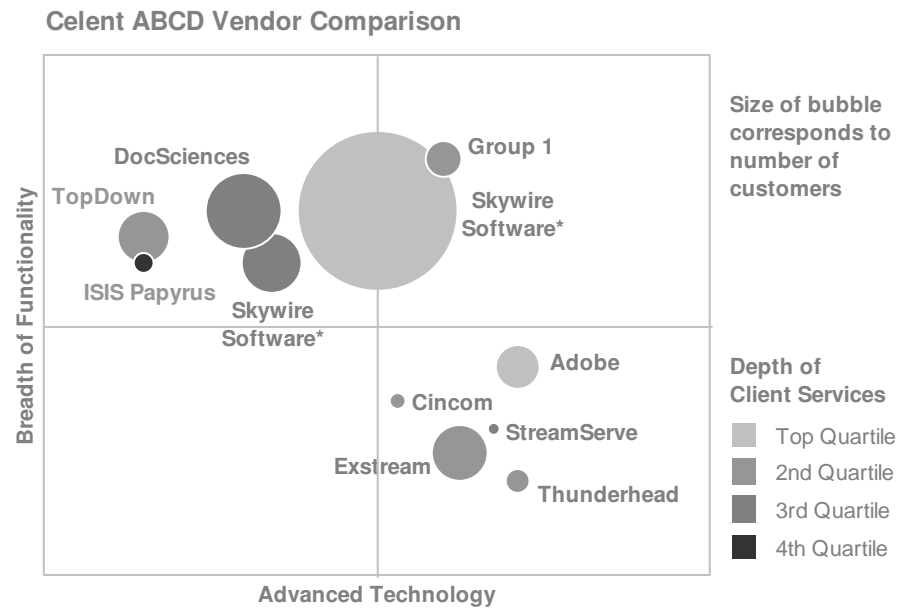 Celent ABCD Vendor Comparison
Size of bubble
corresponds to
number of
customers
Group 1
DocSciences
TopDown
Skywire
Software*
ISIS Papyrus
Skywire
Software*
Breadth of Functionality
Adobe
Cincom
StreamServe
Exstream
Thunderhead
Depth of
Client Services
Top Quartile
2nd Quartile
3rd Quartile
4th Quartile
Advanced Technology